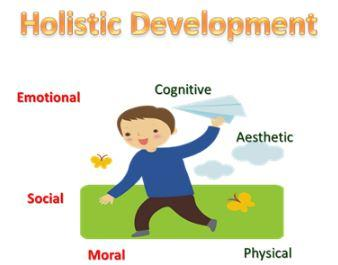 Holistic Development
Cognitive
Emotional
Aesthetic
Social
Moral
Physical